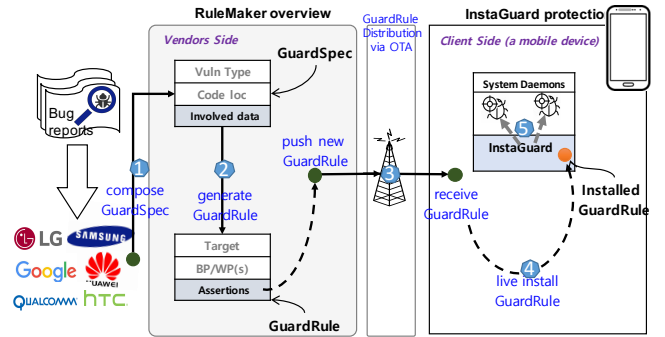 RuleMaker overview
GuardRule
Distribution
via OTA
InstaGuard protectio
Vendors Side
Client Side (a mobile device)
GuardSpec
Vuln Type
Code loc
Involved data
System Daemons
Bug
reports
5
InstaGuard
push new
GuardRule
1
2
3
compose
GuardSpec
generate
GuardRule
receive
GuardRule
Installed
GuardRule
LG
SAMSUNG
Target
Google
HUAWEI
BP/WP(s)
4
live install
GuardRule
Assertions
QUALCOMM
hTC
GuardRule